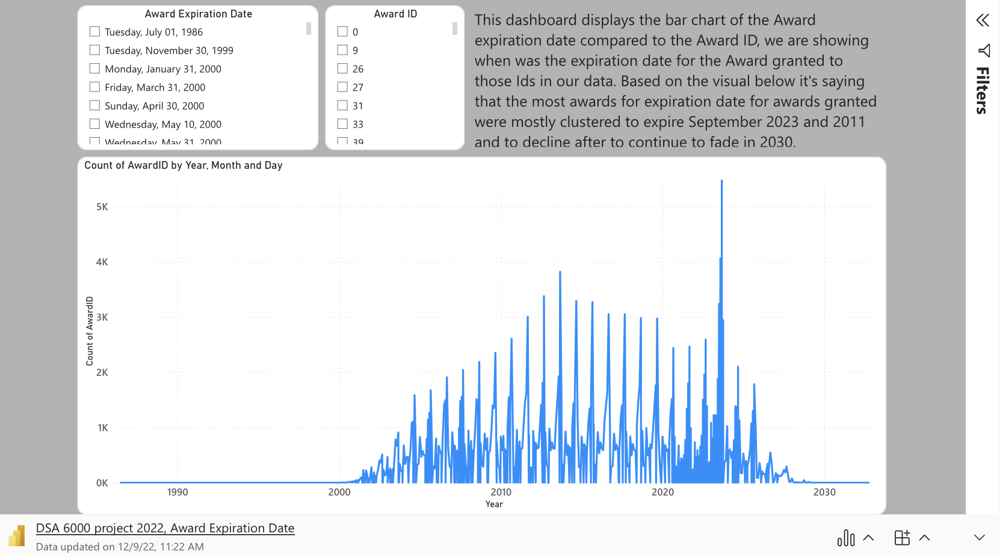 Award Expiration Date
Tuesday, July 01, 1986
Tuesday, November 30, 1999
Monday, January 31, 2000
Friday, March 31, 2000
Sunday, April 30, 2000
Wednesday, May 10, 2000
Wednesday, May 31, 2000
Award ID
0
9
26
27
31
33
39
This dashboard displays the bar chart of the Award
expiration date compared to the Award ID, we are showing
when was the expiration date for the Award granted to
those Ids in our data. Based on the visual below it's saying
that the most awards for expiration date for awards granted
were mostly clustered to expire September 2023 and 2011
and to decline after to continue to fade in 2030.
Filters
Count of AwardID by Year, Month and Day
Count of AwardID
5K
4K
3K
2K
1K
0K
1990
2000
2010
2020
2030
Year
DSA 6000 project 2022, Award Expiration Date
Data updated on 12/9/22, 11:22 AM